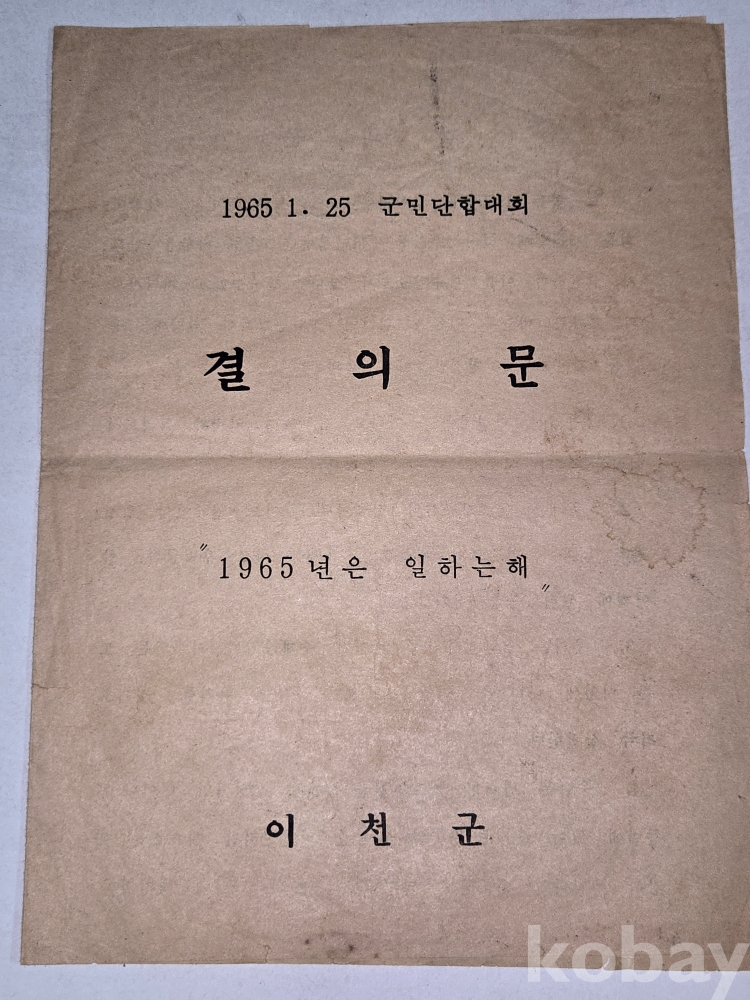 1965 1. 25 군민단합대회
결 의 문
"1965년은 일하는해"
이 천 군
kobay